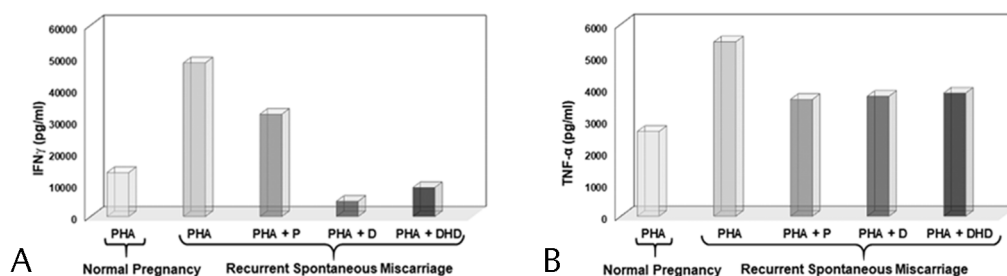 60000
50000
40000
30000
20000
10000
0
IFNγ (pg/ml)
PHA PHA PHA + P PHA + D PHA + DHD
Normal Pregnancy Recurrent Spontaneous Miscarriage
A
6000
5000
4000
3000
2000
1000
0
TNF-α (pg/ml)
PHA PHA PHA + P PHA + D PHA + DHD
Normal Pregnancy Recurrent Spontaneous Miscarriage
B